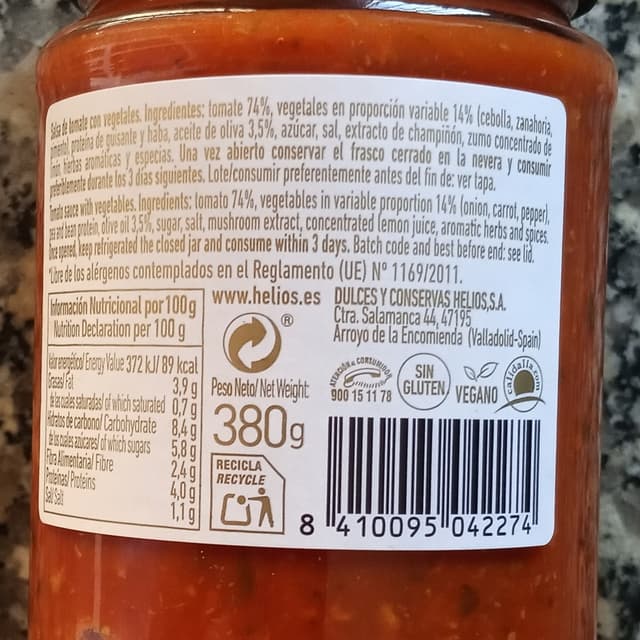 Salsa de tomate con vegetales. Ingredientes: tomate 74%, vegetales en proporción variable 14% (cebolla, zanahoria,
pimiento), proteína de guisante y haba, aceite de oliva 3,5%, azúcar, sal, extracto de champiñón, zumo concentrado de
limón, hierbas aromáticas y especias. Una vez abierto conservar el frasco cerrado en la nevera y consumir
preferiblemente durante los 3 días siguientes. Lote/consumir preferentemente antes del fin de: ver tapa.
Tomato sauce with vegetables. Ingredients: tomato 74%, vegetables in variable proportion 14% (onion, carrot, pepper),
pea and bean protein, olive oil 3,5%, sugar, salt, mushroom extract, concentrated lemon juice, aromatic herbs and spices.
Once opened, keep refrigerated the closed jar and consume within 3 days. Batch code and best before end: see lid.
*Libre de los alérgenos contemplados en el Reglamento (UE) Nº 1169/2011.
Información Nutricional por 100g
Nutrition Declaration per 100 g
Valor energético/ Energy Value 372 kJ/ 89 kcal
Grasas/ Fat 3,9 g
de las cuales saturadas/ of which saturated 0,7 g
Hidratos de carbono/ Carbohydrate 8,4 g
de los cuales azúcares/ of which sugars 5,8 g
Fibra Alimentaria/ Fibre 2,4 g
Proteínas/ Proteins 4,0 g
Sal/ Salt 1,1 g
www.helios.es
®
Peso Neto/ Net Weight:
380g
RECICLA
RECYCLE
DULCES Y CONSERVAS HELIOS, S.A.
Ctra. Salamanca 44, 47195
Arroyo de la Encomienda (Valladolid-Spain)
ATENCIÓN AL CONSUMIDOR
900 15 11 78
SIN
GLUTEN
VEGANO
calidalia.com
8 410095 042274